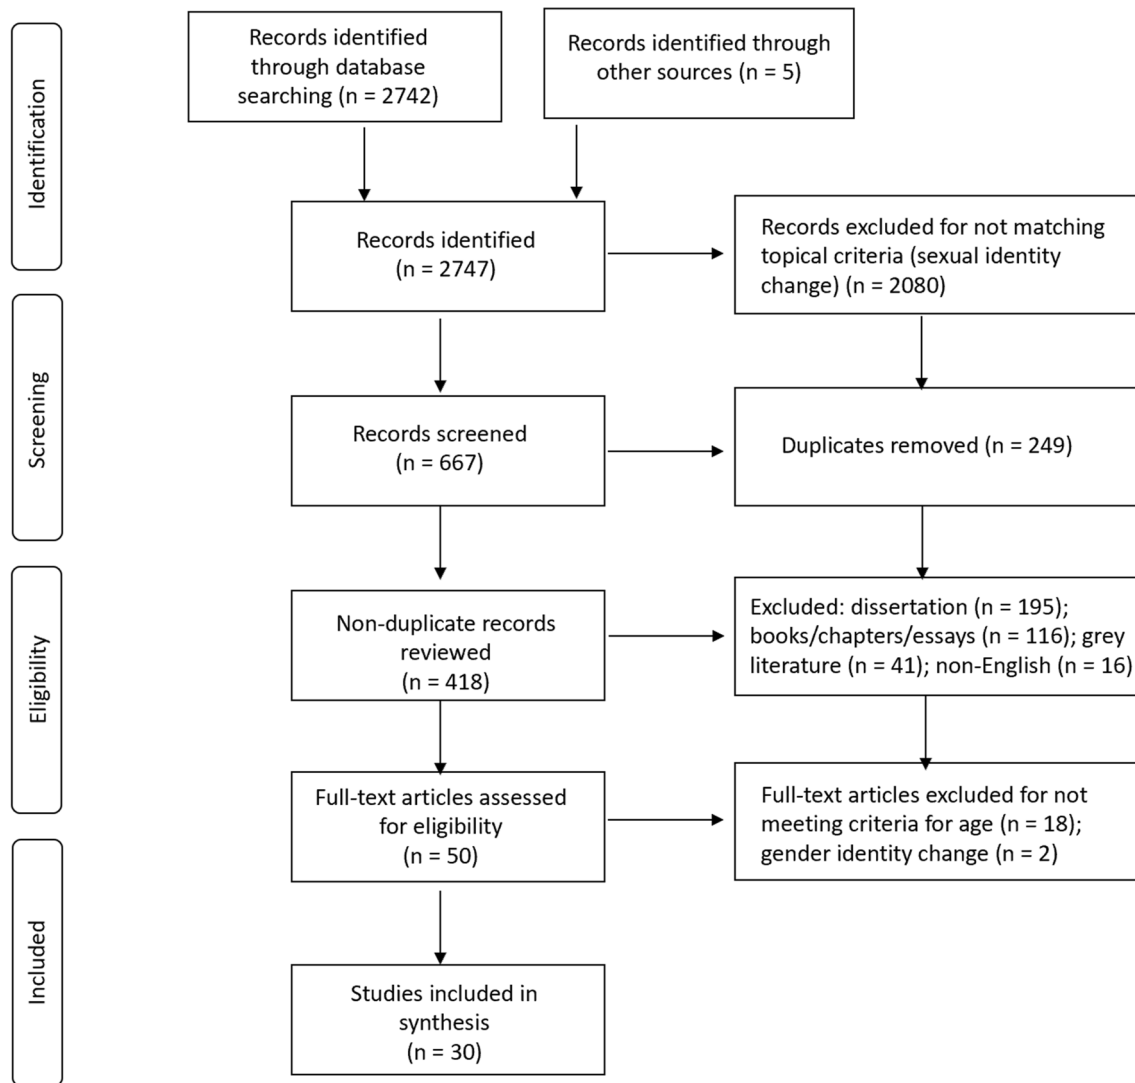 Identification
Records identified
through database
searching (n = 2742)
Records identified through
other sources (n = 5)
Records identified
(n = 2747)
Records excluded for not matching
topical criteria (sexual identity
change) (n = 2080)
Screening
Records screened
(n = 667)
Duplicates removed (n = 249)
Eligibility
Non-duplicate records
reviewed
(n = 418)
Excluded: dissertation (n = 195);
books/chapters/essays (n = 116); grey
literature (n = 41); non-English (n = 16)
Full-text articles assessed
for eligibility
(n = 50)
Full-text articles excluded for not
meeting criteria for age (n = 18);
gender identity change (n = 2)
Included
Studies included in
synthesis
(n = 30)